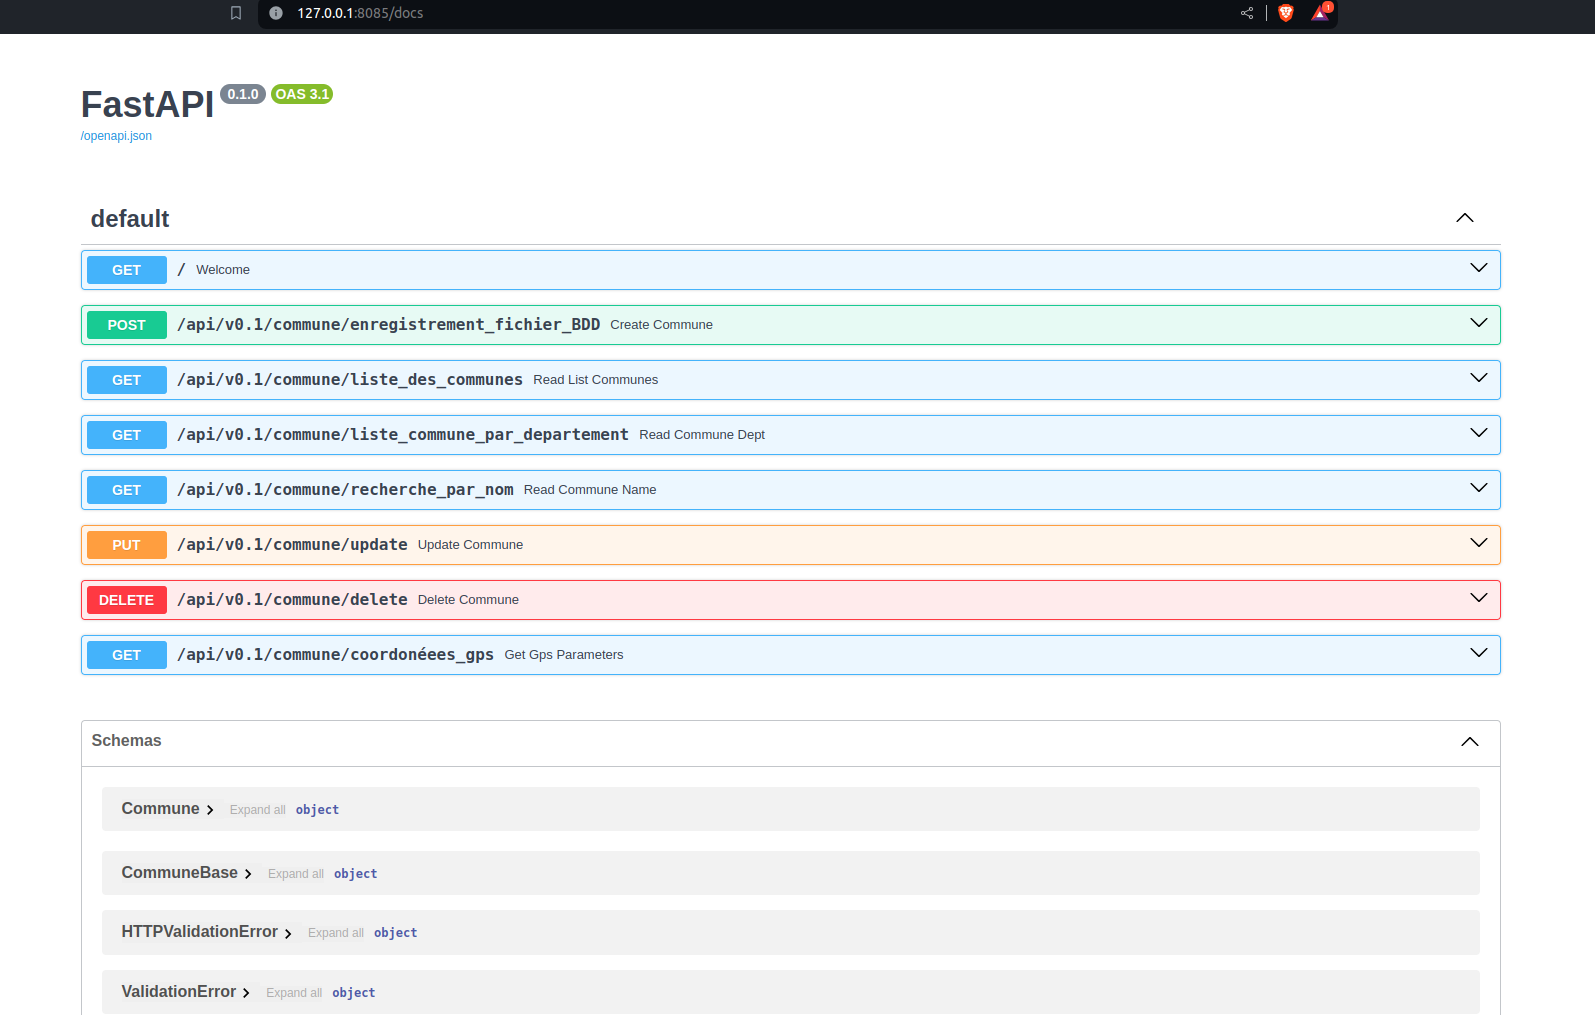 127.0.0.1:8085/docs
FastAPI 0.1.0 OAS 3.1
/openapi.json
default
GET / Welcome
POST /api/v0.1/commune/enregistrement_fichier_BDD Create Commune
GET /api/v0.1/commune/liste_des_communes Read List Communes
GET /api/v0.1/commune/liste_commune_par_departement Read Commune Dept
GET /api/v0.1/commune/recherche_par_nom Read Commune Name
PUT /api/v0.1/commune/update Update Commune
DELETE /api/v0.1/commune/delete Delete Commune
GET /api/v0.1/commune/coordonéees_gps Get Gps Parameters
Schemas
Commune Expand all object
CommuneBase Expand all object
HTTPValidationError Expand all object
ValidationError Expand all object